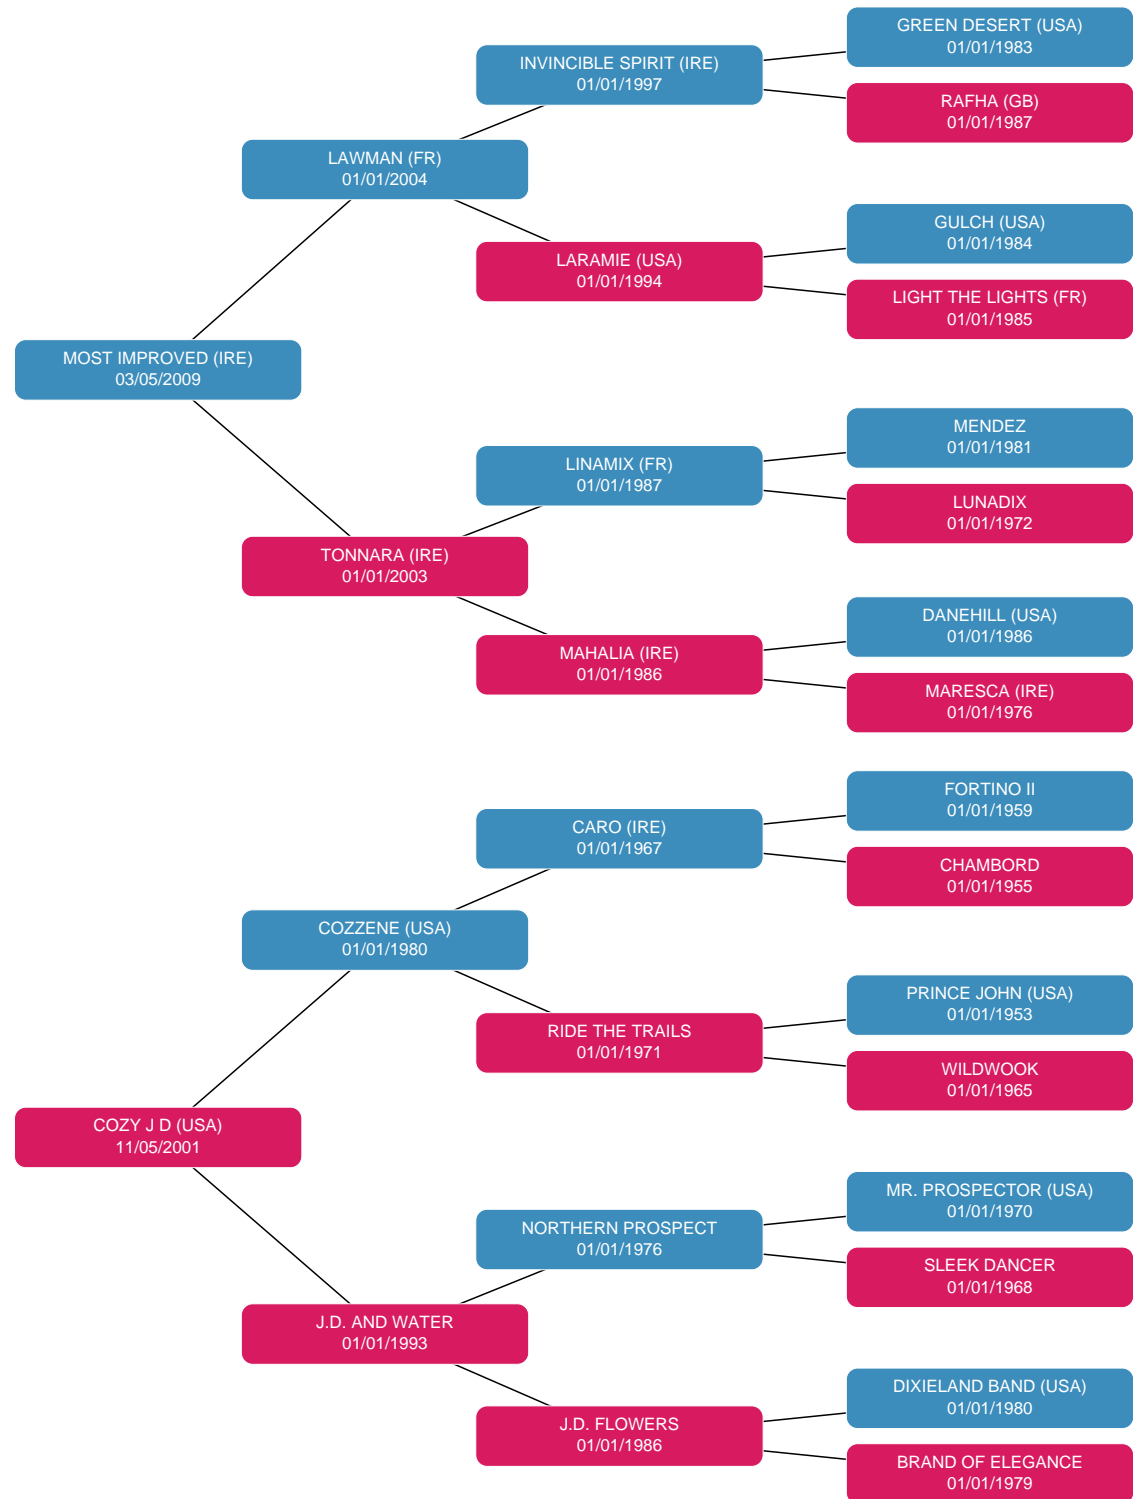 GREEN DESERT (USA)
01/01/1983
INVINCIBLE SPIRIT (IRE)
01/01/1997
RAFHA (GB)
01/01/1987
LAWMAN (FR)
01/01/2004
GULCH (USA)
01/01/1984
LARAMIE (USA)
01/01/1994
LIGHT THE LIGHTS (FR)
01/01/1985
MOST IMPROVED (IRE)
03/05/2009
MENDEZ
01/01/1981
LINAMIX (FR)
01/01/1987
LUNADIX
01/01/1972
TONNARA (IRE)
01/01/2003
DANEHILL (USA)
01/01/1986
MAHALIA (IRE)
01/01/1986
MARESCA (IRE)
01/01/1976
FORTINO II
01/01/1959
CARO (IRE)
01/01/1967
CHAMBORD
01/01/1955
COZZENE (USA)
01/01/1980
PRINCE JOHN (USA)
01/01/1953
RIDE THE TRAILS
01/01/1971
WILDWOOK
01/01/1965
COZY J D (USA)
11/05/2001
MR. PROSPECTOR (USA)
01/01/1970
NORTHERN PROSPECT
01/01/1976
SLEEK DANCER
01/01/1968
J.D. AND WATER
01/01/1993
DIXIELAND BAND (USA)
01/01/1980
J.D. FLOWERS
01/01/1986
BRAND OF ELEGANCE
01/01/1979